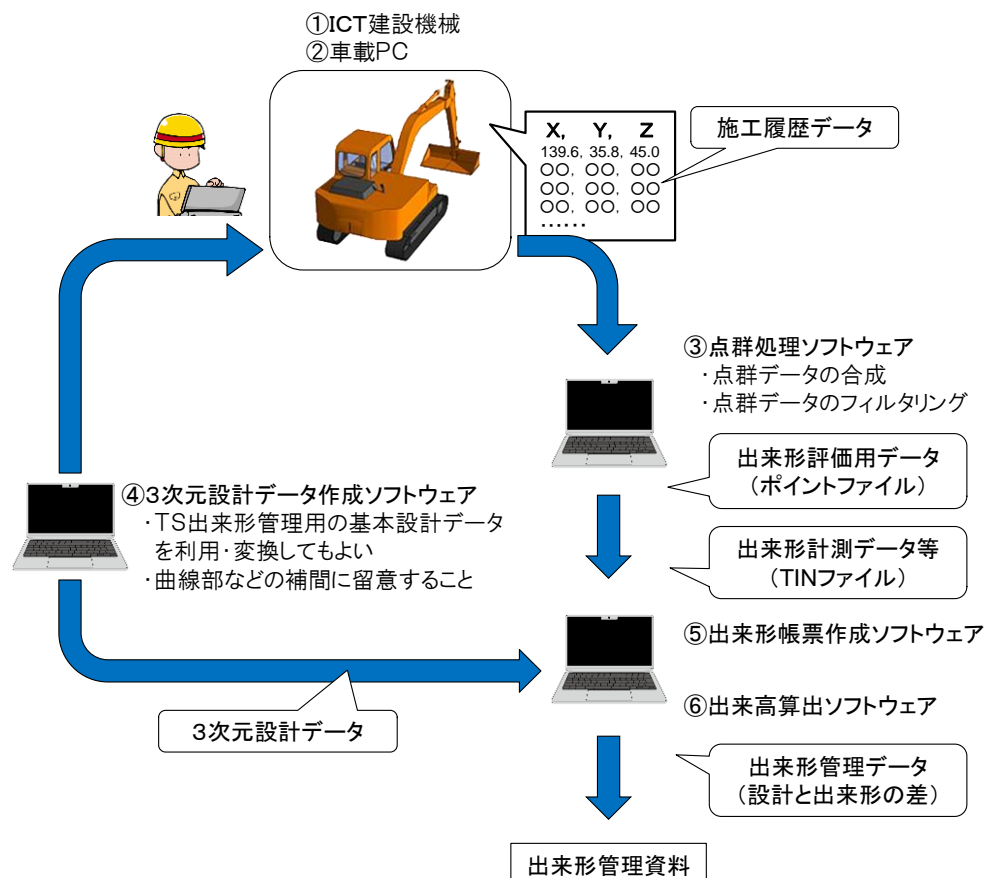 ①ICT建設機械
②車載PC
X, Y, Z
139.6, 35.8, 45.0
○○, ○○, ○○
○○, ○○, ○○
○○, ○○, ○○
‥‥‥
施工履歴データ
③点群処理ソフトウェア
・点群データの合成
・点群データのフィルタリング
出来形評価用データ
（ポイントファイル）
④３次元設計データ作成ソフトウェア
・TS出来形管理用の基本設計データ
を利用・変換してもよい
・曲線部などの補間に留意すること
出来形計測データ等
（TINファイル）
⑤出来形帳票作成ソフトウェア
３次元設計データ
⑥出来高算出ソフトウェア
出来形管理データ
（設計と出来形の差）
出来形管理資料